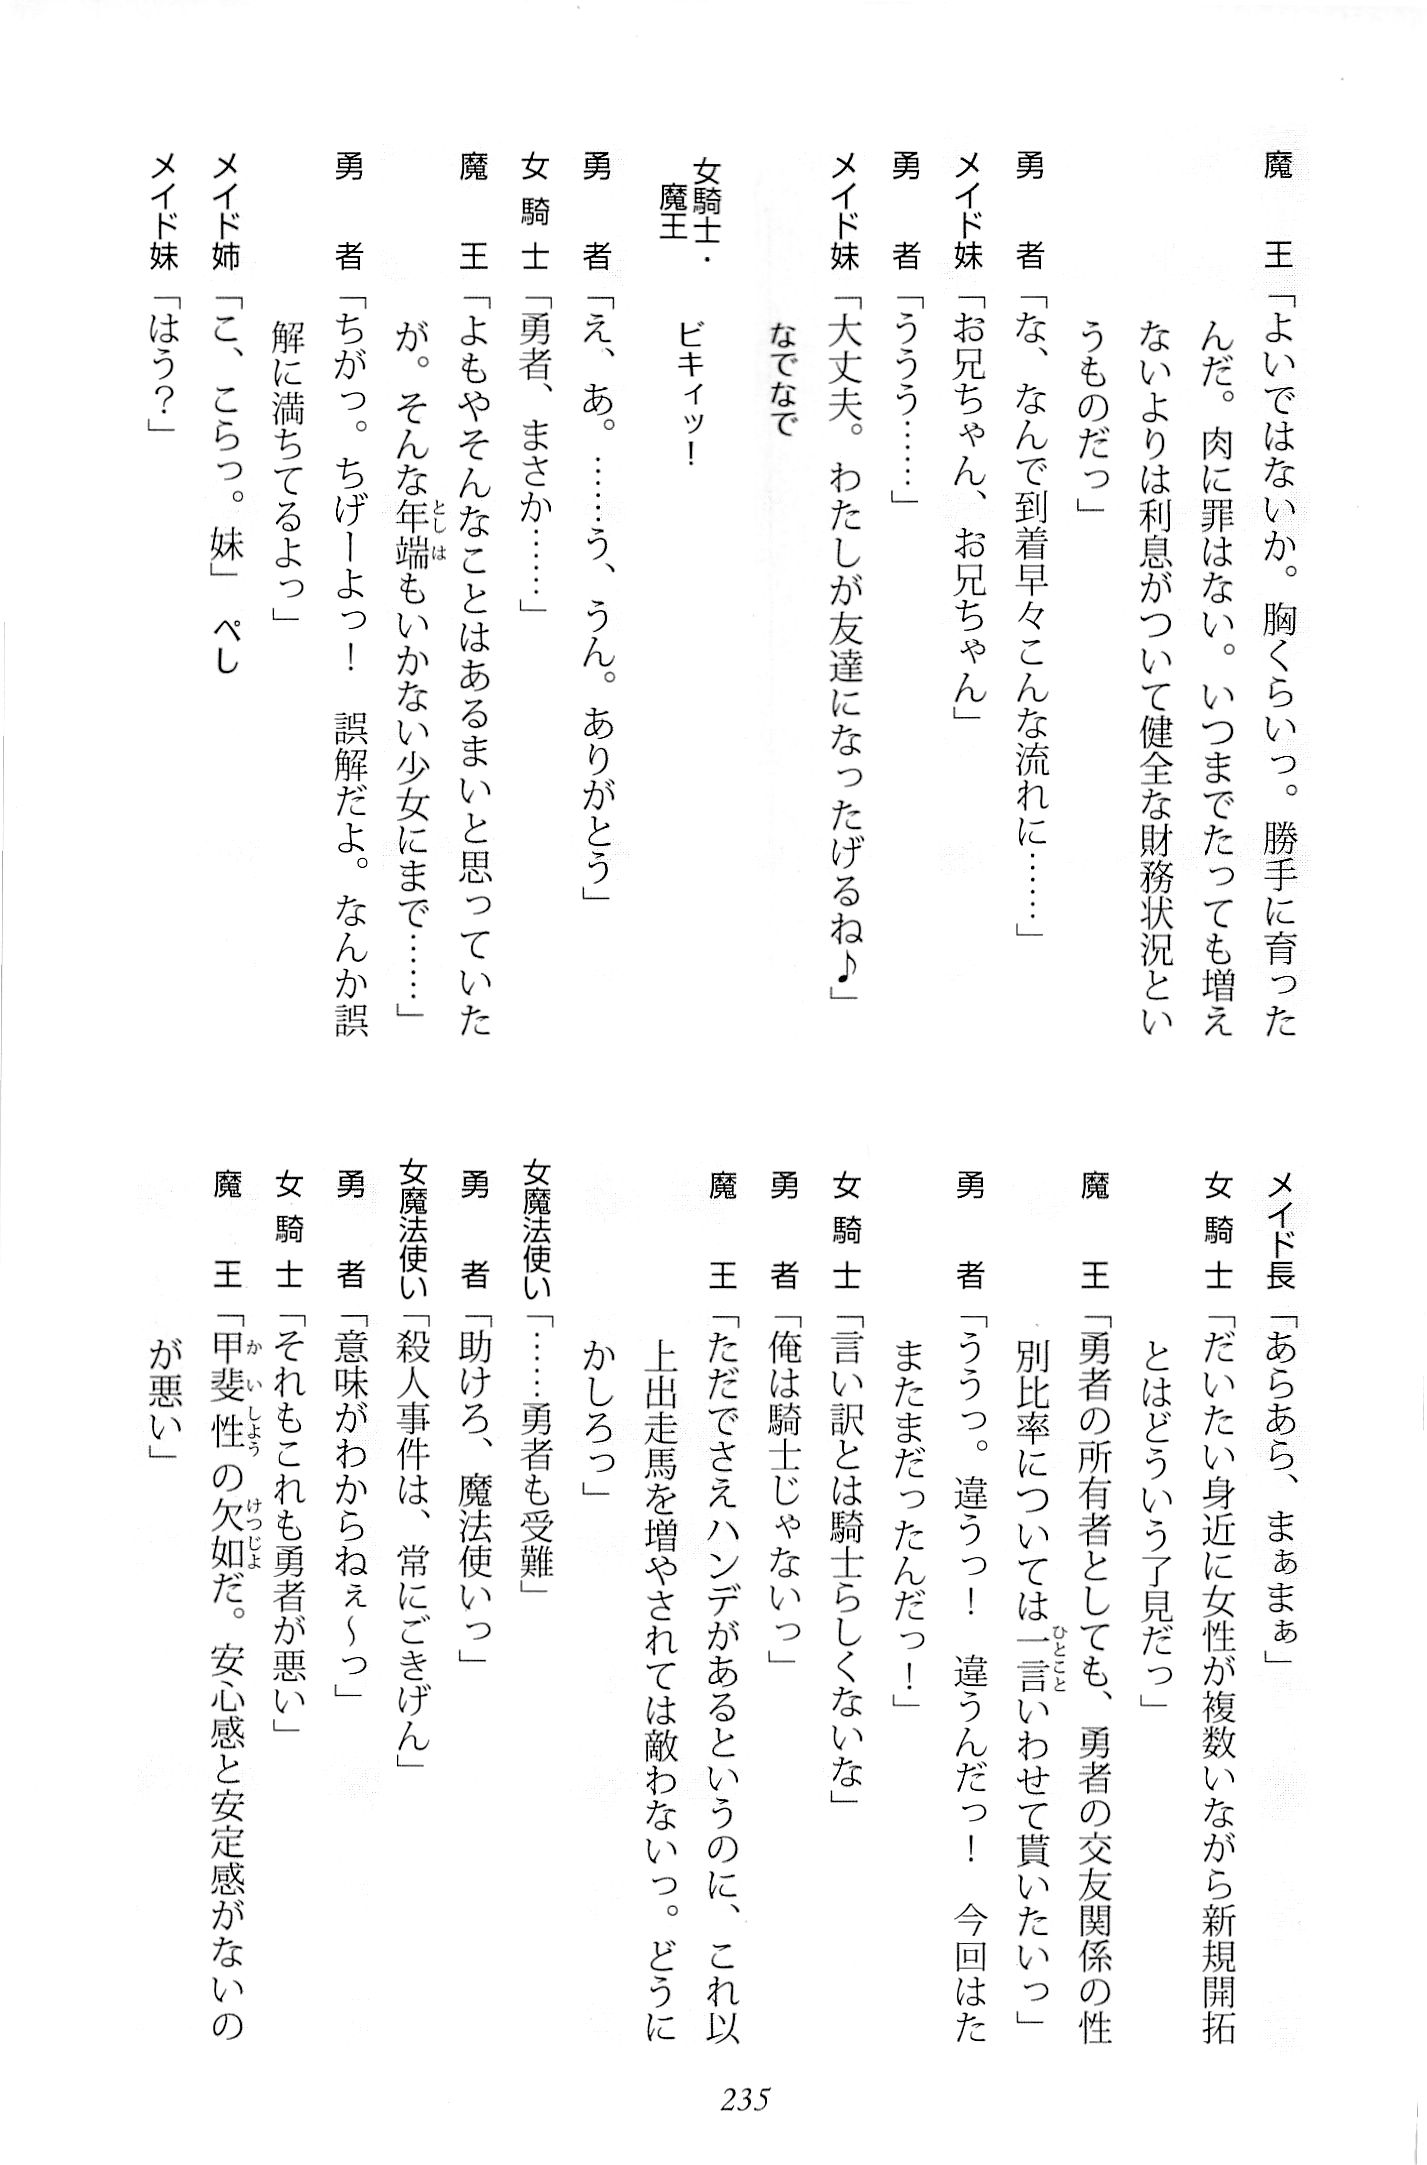 魔王「よいではないか。胸くらいっ。勝手に育った
んだ。肉に罪はない。いつまでたっても増え
ないよりは利息がついて健全な財務状況とい
うものだっ」
勇者「な、なんで到着早々こんな流れに……」
メイド妹「お兄ちゃん、お兄ちゃん」
勇者「ううう……」
メイド妹「大丈夫。わたしが友達になったげるね♪」
なでなで
女騎士・
魔王　ビキィッ！
勇者「え、あ。……う、うん。ありがとう」
女騎士「勇者、まさか……」
魔王「よもやそんなことはあるまいと思っていた
が。そんな年端もいかない少女にまで……」
勇者「ちがっ。ちげーよっ！　誤解だよ。なんか誤
解に満ちてるよっ」
メイド姉「こ、こらっ。妹」　ぺし
メイド妹「はう？」
メイド長「あらあら、まぁまぁ」
女騎士「だいたい身近に女性が複数いながら新規開拓
とはどういう了見だっ」
魔王「勇者の所有者としても、勇者の交友関係の性
別比率については一言いわせて貰いたいっ」
勇者「ううっ。違うっ！　違うんだっ！　今回はた
またまだったんだっ！」
女騎士「言い訳とは騎士らしくないな」
勇者「俺は騎士じゃないっ」
魔王「ただでさえハンデがあるというのに、これ以
上出走馬を増やされては敵わないっ。どうに
かしろっ」
女魔法使い「……勇者も受難」
勇者「助けろ、魔法使いっ」
女魔法使い「殺人事件は、常にごきげん」
勇者「意味がわからねぇ～っ」
女騎士「それもこれも勇者が悪い」
魔王「甲斐性の欠如だ。安心感と安定感がないの
が悪い」
235